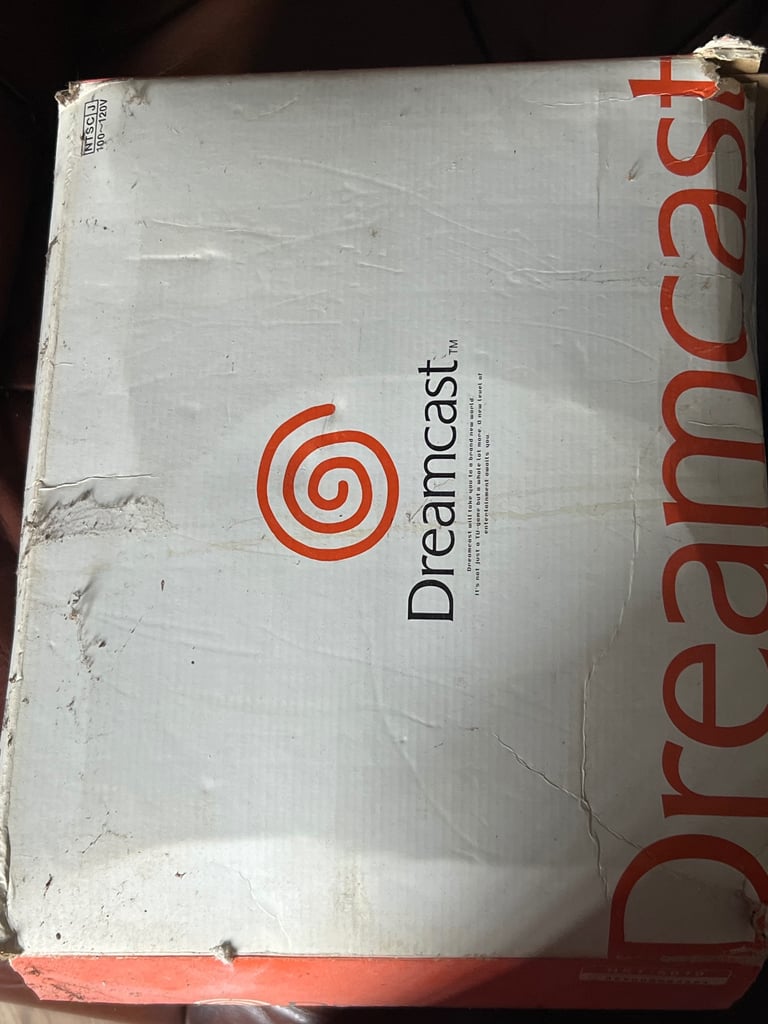 NTSC J
100~120V
Dreamcast™
Dreamcast will take you to a brand new world.
It's not just a TV-game but a whole lot more. A new level of
entertainment awaits you.
Dreamcast